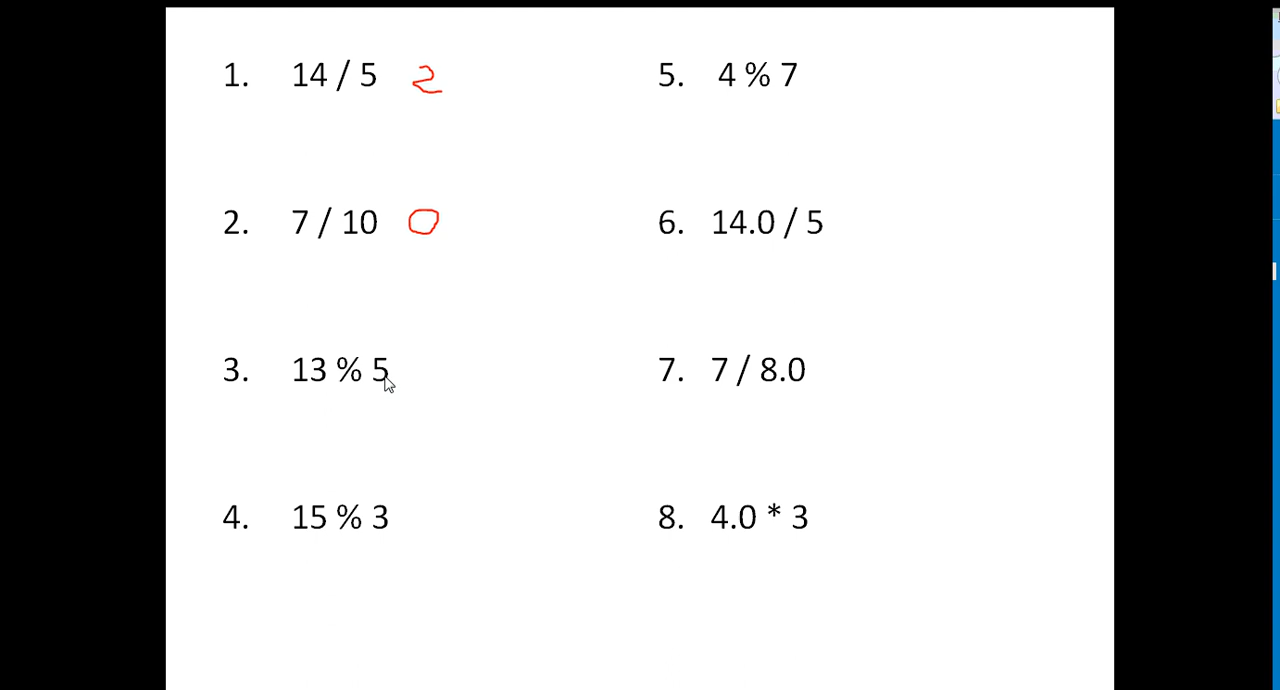 1. 14 / 5 2
2. 7 / 10 0
3. 13 % 5
4. 15 % 3
5. 4 % 7
6. 14.0 / 5
7. 7 / 8.0
8. 4.0 * 3